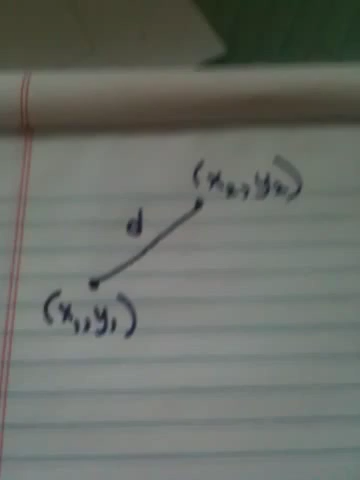 (x₂, y₂)
d
(x₁, y₁)